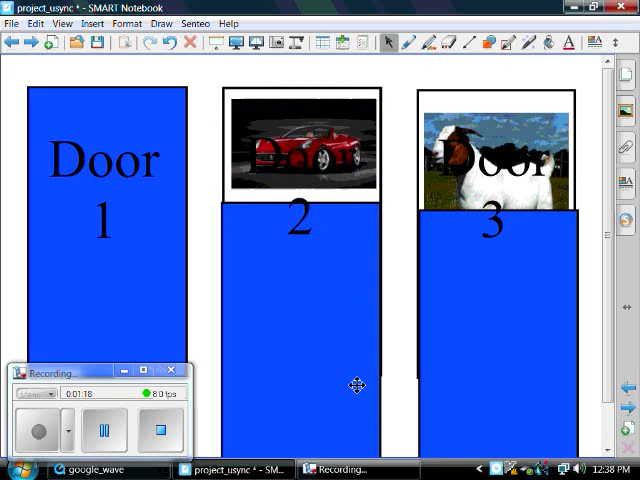 project_usync * - SMART Notebook
File Edit View Insert Format Draw Senteo Help
Door
1
2
Door
3
Recording...
Menu
0:01:18
8.0 fps
google_wave
project_usync * - SM...
Recording...
12:38 PM